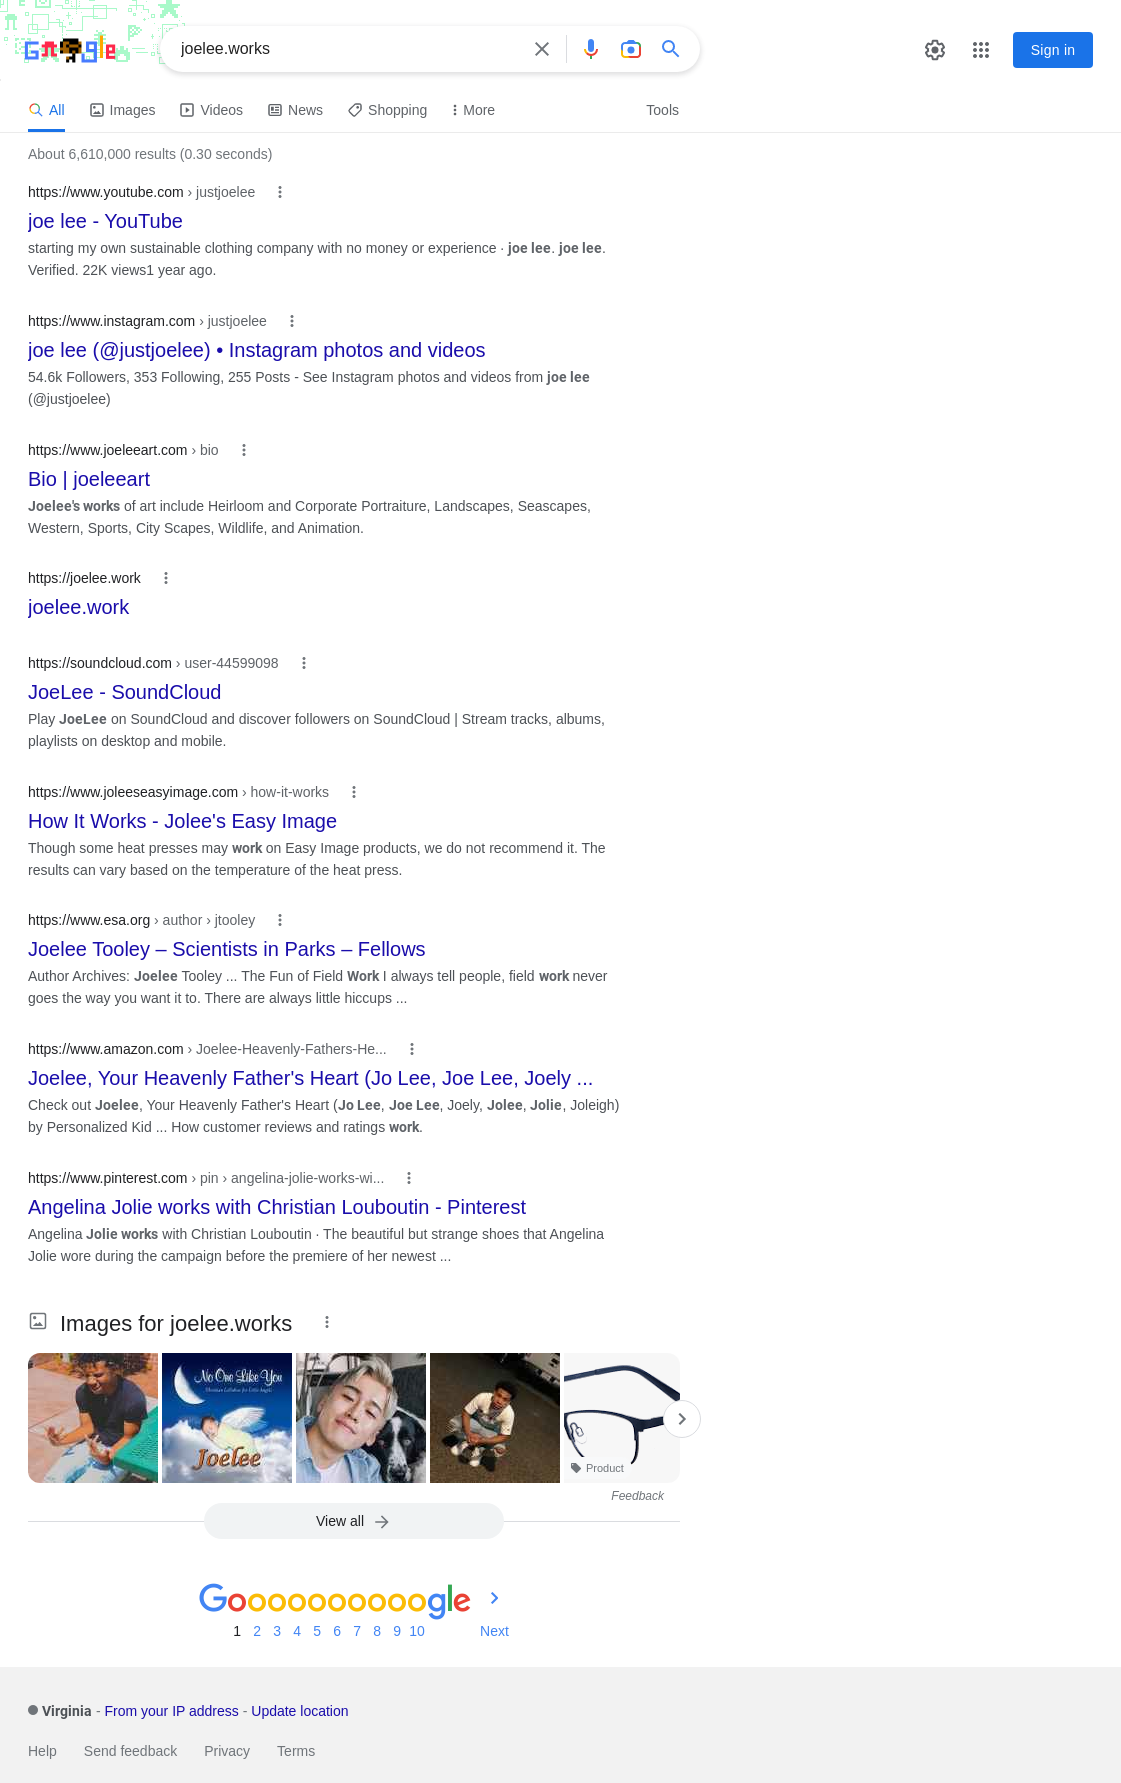 Google
joelee.works
Sign in
All
Images
Videos
News
Shopping
More
Tools
About 6,610,000 results (0.30 seconds)
https://www.youtube.com › justjoelee
joe lee - YouTube
starting my own sustainable clothing company with no money or experience · joe lee. joe lee.
Verified. 22K views1 year ago.
https://www.instagram.com › justjoelee
joe lee (@justjoelee) • Instagram photos and videos
54.6k Followers, 353 Following, 255 Posts - See Instagram photos and videos from joe lee
(@justjoelee)
https://www.joeleeart.com › bio
Bio | joeleeart
Joelee's works of art include Heirloom and Corporate Portraiture, Landscapes, Seascapes,
Western, Sports, City Scapes, Wildlife, and Animation.
https://joelee.work
joelee.work
https://soundcloud.com › user-44599098
JoeLee - SoundCloud
Play JoeLee on SoundCloud and discover followers on SoundCloud | Stream tracks, albums,
playlists on desktop and mobile.
https://www.joleeseasyimage.com › how-it-works
How It Works - Jolee's Easy Image
Though some heat presses may work on Easy Image products, we do not recommend it. The
results can vary based on the temperature of the heat press.
https://www.esa.org › author › jtooley
Joelee Tooley – Scientists in Parks – Fellows
Author Archives: Joelee Tooley ... The Fun of Field Work I always tell people, field work never
goes the way you want it to. There are always little hiccups ...
https://www.amazon.com › Joelee-Heavenly-Fathers-He...
Joelee, Your Heavenly Father's Heart (Jo Lee, Joe Lee, Joely ...
Check out Joelee, Your Heavenly Father's Heart (Jo Lee, Joe Lee, Joely, Jolee, Jolie, Joleigh)
by Personalized Kid ... How customer reviews and ratings work.
https://www.pinterest.com › pin › angelina-jolie-works-wi...
Angelina Jolie works with Christian Louboutin - Pinterest
Angelina Jolie works with Christian Louboutin · The beautiful but strange shoes that Angelina
Jolie wore during the campaign before the premiere of her newest ...
Images for joelee.works
No One Like You
Christian Lullabies for Little Angels
Joelee
Product
Feedback
View all
Goooooooooogle
1 2 3 4 5 6 7 8 9 10 Next
Virginia - From your IP address - Update location
Help Send feedback Privacy Terms